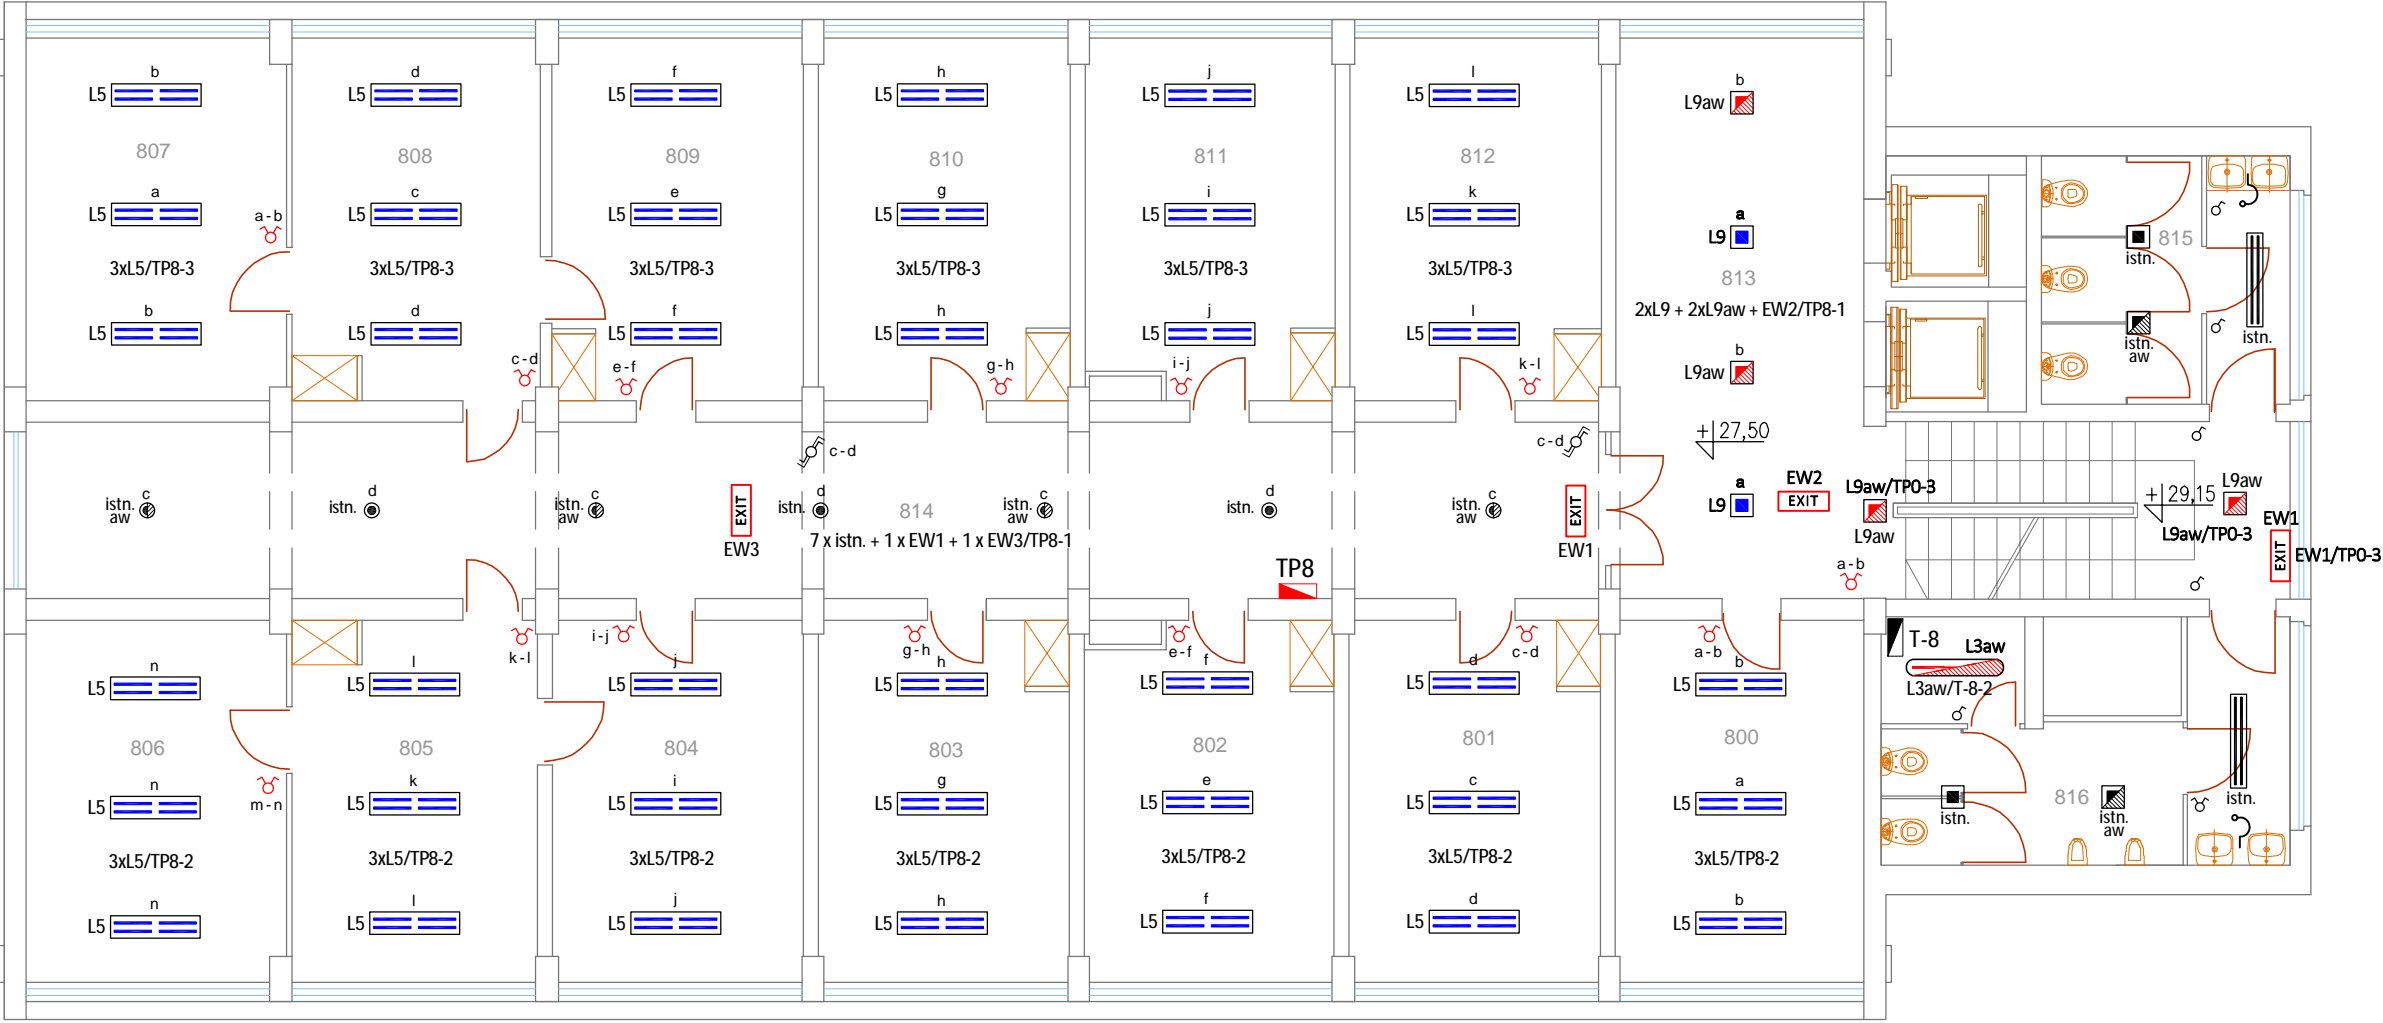 b d f h j l b
L5 L5 L5 L5 L5 L5 L9aw
807 808 809 810 811 812
a c e g i k a
L5 L5 L5 L5 L5 L5 L9
a-b
815
istn.
813
3xL5/TP8-3 3xL5/TP8-3 3xL5/TP8-3 3xL5/TP8-3 3xL5/TP8-3 3xL5/TP8-3
2xL9 + 2xL9aw + EW2/TP8-1
b d f h j l b
L5 L5 L5 L5 L5 L5 L9aw
istn. aw
istn.
c-d e-f g-h i-j k-l
+27,50
c-d c-d
c d c d c d c a
istn. aw istn. istn. aw istn. istn. aw istn. aw
EXIT EXIT
L9
EW2
EXIT
L9aw/TP0-3
L9aw
+29,15
L9aw
L9aw/TP0-3
EW1
EXIT
EW1/TP0-3
814
7 x istn. + 1 x EW1 + 1 x EW3/TP8-1
EW3 EW1
TP8
a-b
k-l i-j g-h e-f c-d a-b
T-8
L3aw
L3aw/T-8-2
n l j h f d b
L5 L5 L5 L5 L5 L5 L5
806 805 804 803 802 801 800
n k i g e c a
L5 L5 L5 L5 L5 L5 L5
m-n
816
istn.
istn. aw
istn.
3xL5/TP8-2 3xL5/TP8-2 3xL5/TP8-2 3xL5/TP8-2 3xL5/TP8-2 3xL5/TP8-2 3xL5/TP8-2
n l j h f d b
L5 L5 L5 L5 L5 L5 L5